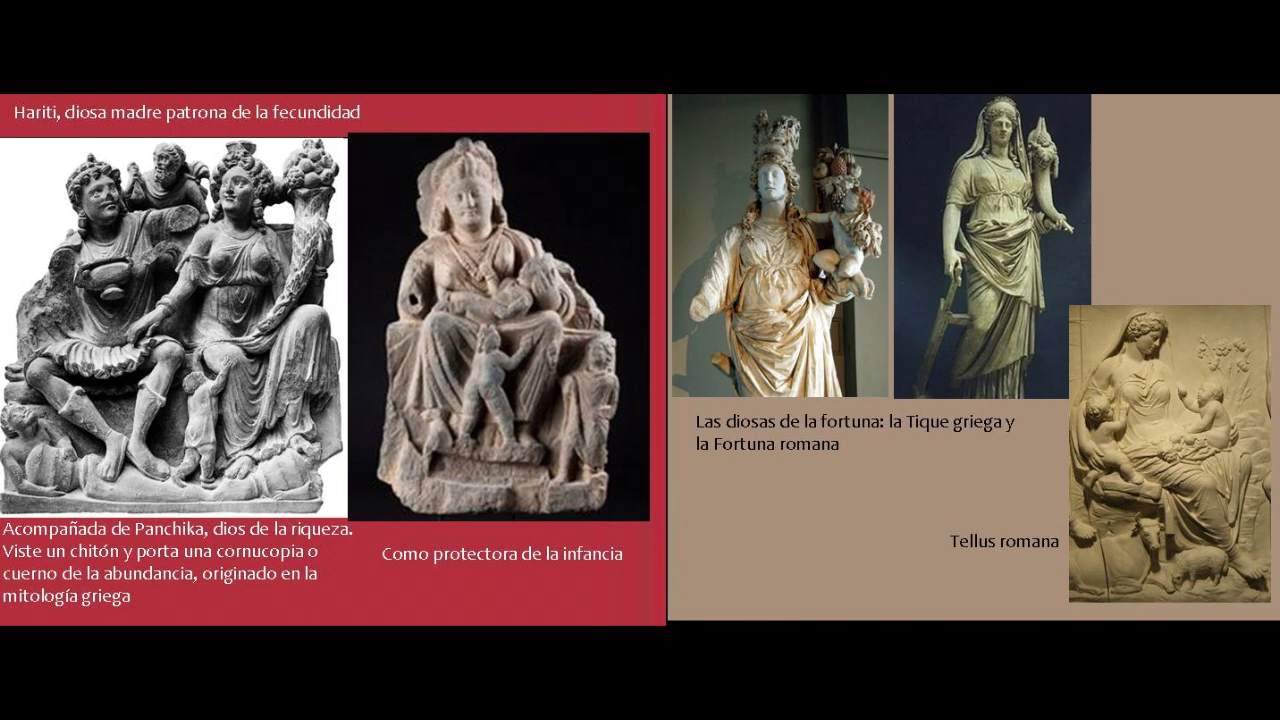 Hariti, diosa madre patrona de la fecundidad
Acompañada de Panchika, dios de la riqueza.
Viste un chitón y porta una cornucopia o
cuerno de la abundancia, originado en la
mitología griega
Como protectora de la infancia
Las diosas de la fortuna: la Tique griega y
la Fortuna romana
Tellus romana